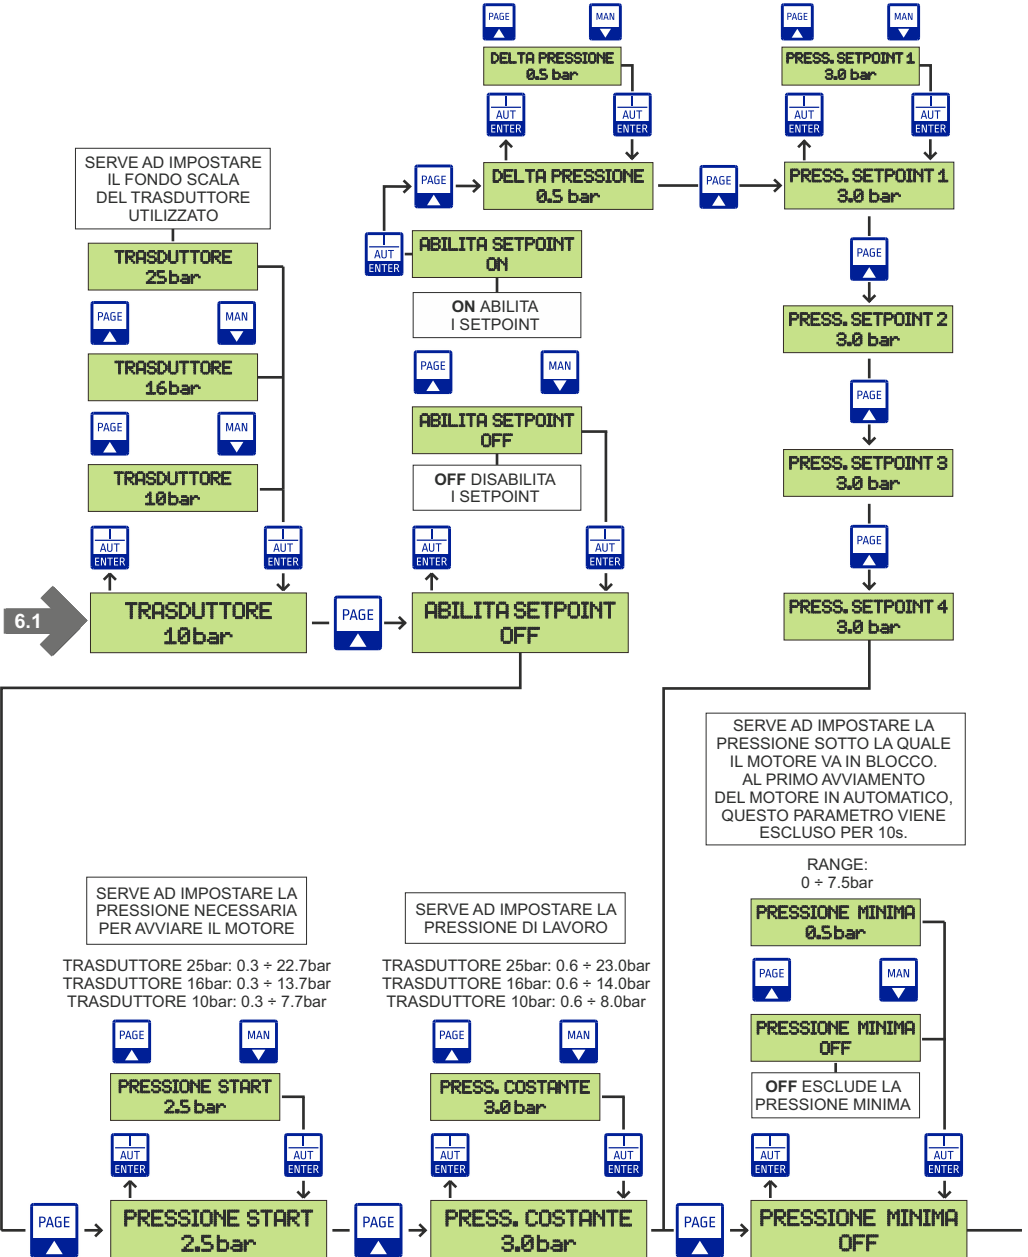 PAGE
MAN
PAGE
MAN
DELTA PRESSIONE
0.5 bar
PRESS. SETPOINT 1
3.0 bar
AUT
ENTER
AUT
ENTER
AUT
ENTER
AUT
ENTER
SERVE AD IMPOSTARE
IL FONDO SCALA
DEL TRASDUTTORE
UTILIZZATO
PAGE
DELTA PRESSIONE
0.5 bar
PAGE
PRESS. SETPOINT 1
3.0 bar
TRASDUTTORE
25bar
AUT
ENTER
ABILITA SETPOINT
ON
ON ABILITA
I SETPOINT
PAGE
PAGE
MAN
PRESS. SETPOINT 2
3.0 bar
TRASDUTTORE
16bar
PAGE
MAN
PAGE
PAGE
MAN
ABILITA SETPOINT
OFF
OFF DISABILITA
I SETPOINT
PRESS. SETPOINT 3
3.0 bar
TRASDUTTORE
10bar
AUT
ENTER
AUT
ENTER
AUT
ENTER
AUT
ENTER
PAGE
6.1
TRASDUTTORE
10bar
PAGE
ABILITA SETPOINT
OFF
PRESS. SETPOINT 4
3.0 bar
SERVE AD IMPOSTARE LA
PRESSIONE SOTTO LA QUALE
IL MOTORE VA IN BLOCCO.
AL PRIMO AVVIAMENTO
DEL MOTORE IN AUTOMATICO,
QUESTO PARAMETRO VIENE
ESCLUSO PER 10s.
RANGE:
0 ÷ 7.5bar
SERVE AD IMPOSTARE LA
PRESSIONE NECESSARIA
PER AVVIARE IL MOTORE
TRASDUTTORE 25bar: 0.3 ÷ 22.7bar
TRASDUTTORE 16bar: 0.3 ÷ 13.7bar
TRASDUTTORE 10bar: 0.3 ÷ 7.7bar
SERVE AD IMPOSTARE LA
PRESSIONE DI LAVORO
TRASDUTTORE 25bar: 0.6 ÷ 23.0bar
TRASDUTTORE 16bar: 0.6 ÷ 14.0bar
TRASDUTTORE 10bar: 0.6 ÷ 8.0bar
PRESSIONE MINIMA
0.5bar
PAGE
MAN
PRESSIONE MINIMA
OFF
OFF ESCLUDE LA
PRESSIONE MINIMA
PAGE
MAN
PRESSIONE START
2.5 bar
PAGE
MAN
PRESS. COSTANTE
3.0 bar
AUT
ENTER
AUT
ENTER
AUT
ENTER
AUT
ENTER
AUT
ENTER
AUT
ENTER
PAGE
PRESSIONE START
2.5bar
PAGE
PRESS. COSTANTE
3.0bar
PAGE
PRESSIONE MINIMA
OFF